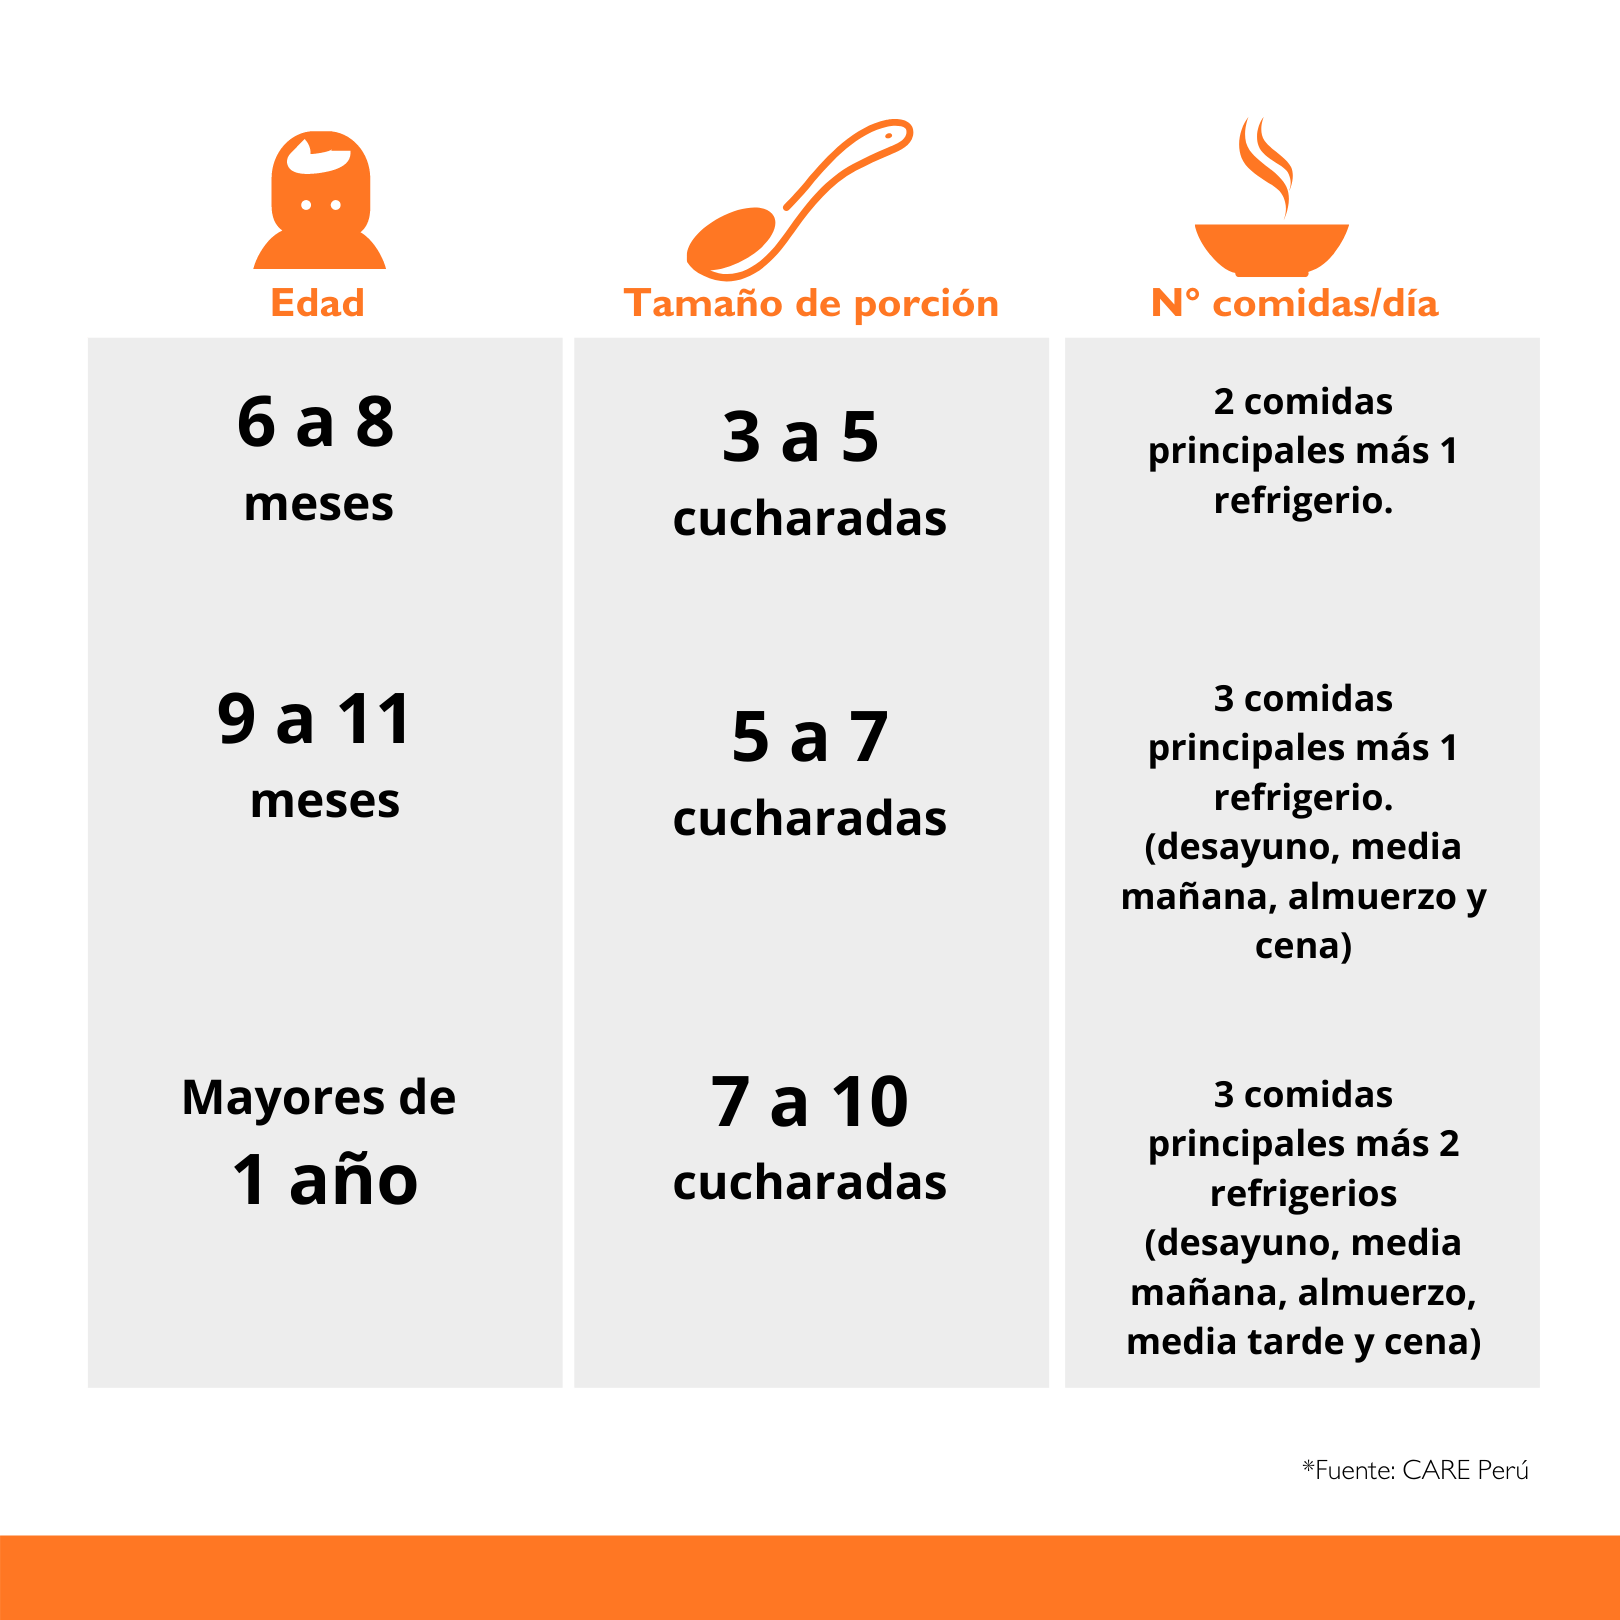 Edad
Tamaño de porción
N° comidas/día
6 a 8
meses
3 a 5
cucharadas
2 comidas
principales más 1
refrigerio.
9 a 11
meses
5 a 7
cucharadas
3 comidas
principales más 1
refrigerio.
(desayuno, media
mañana, almuerzo y
cena)
Mayores de
1 año
7 a 10
cucharadas
3 comidas
principales más 2
refrigerios
(desayuno, media
mañana, almuerzo,
media tarde y cena)
*Fuente: CARE Perú